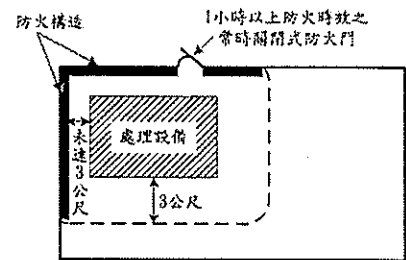 防火構造
1小時以上防火時效之
常時關閉式防火門
處理設備
未達3公尺
3公尺